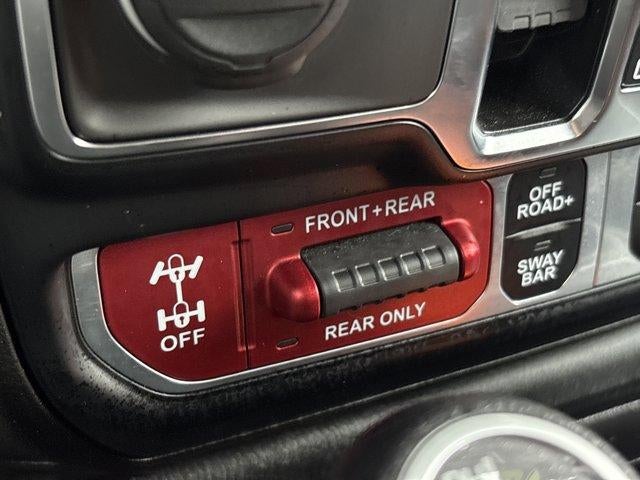 FRONT+REAR
REAR ONLY
OFF
OFF
ROAD+
SWAY
BAR